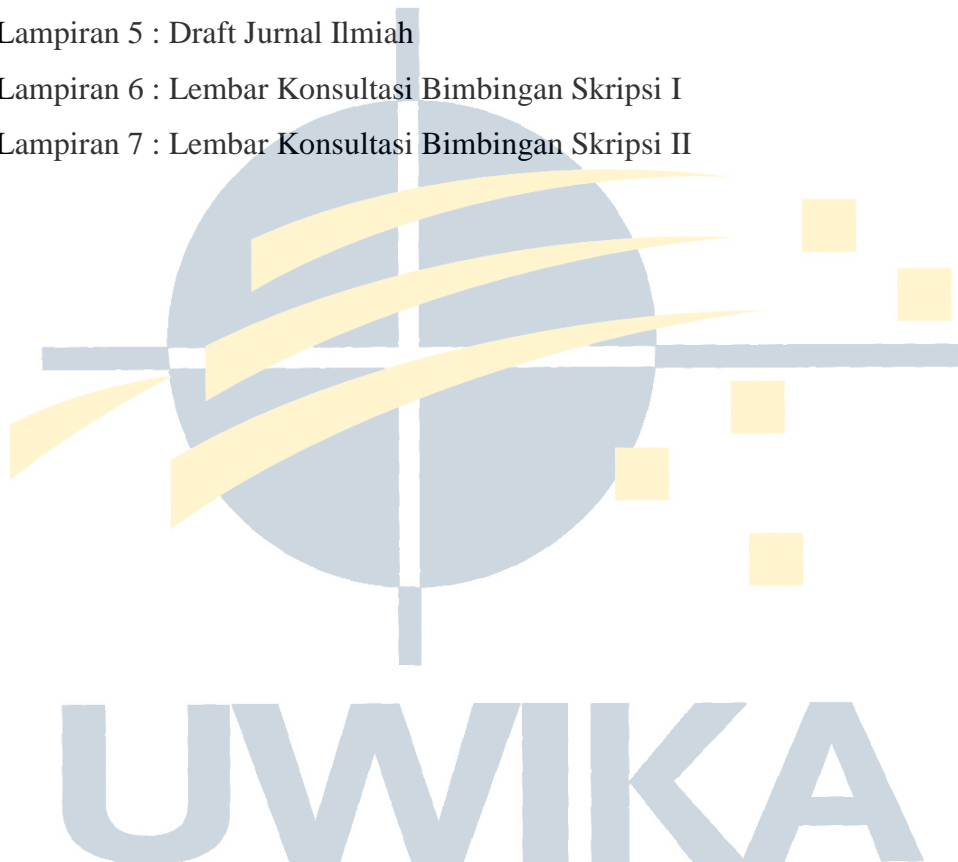 Lampiran 5 : Draft Jurnal Ilmiah
Lampiran 6 : Lembar Konsultasi Bimbingan Skripsi I
Lampiran 7 : Lembar Konsultasi Bimbingan Skripsi II
UWIKA